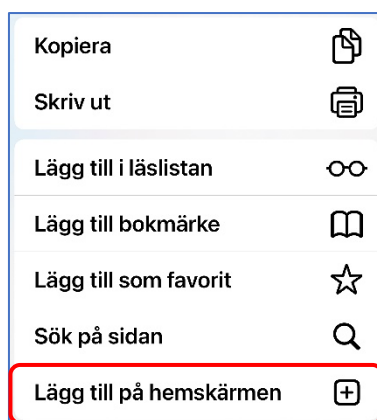 Kopiera
Skriv ut
Lägg till i läslistan
Lägg till bokmärke
Lägg till som favorit
Sök på sidan
Lägg till på hemskärmen